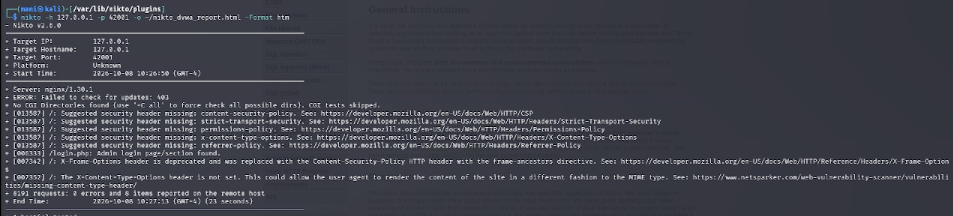 (mani㉿kali)-[/var/lib/nikto/plugins]
$ nikto -h 127.0.0.1 -p 42001 -o ~/nikto_dvwa_report.html -Format htm
- Nikto v2.6.0
+ Target IP: 127.0.0.1
+ Target Hostname: 127.0.0.1
+ Target Port: 42001
+ Platform: Unknown
+ Start Time: 2026-10-08 10:26:50 (GMT-4)
+ Server: nginx/1.30.1
+ ERROR: Failed to check for updates: 403
+ No CGI Directories found (use '-C all' to force check all possible dirs). CGI tests skipped.
+ [013587] /: Suggested security header missing: content-security-policy. See: https://developer.mozilla.org/en-US/docs/Web/HTTP/CSP
+ [013587] /: Suggested security header missing: strict-transport-security. See: https://developer.mozilla.org/en-US/docs/Web/HTTP/Headers/Strict-Transport-Security
+ [013587] /: Suggested security header missing: permissions-policy. See: https://developer.mozilla.org/en-US/docs/Web/HTTP/Headers/Permissions-Policy
+ [013587] /: Suggested security header missing: x-content-type-options. See: https://developer.mozilla.org/en-US/docs/Web/HTTP/Headers/X-Content-Type-Options
+ [013587] /: Suggested security header missing: referrer-policy. See: https://developer.mozilla.org/en-US/docs/Web/HTTP/Headers/Referrer-Policy
+ [006333] /login.php: Admin login page/section found.
+ [007342] /: X-Frame-Options header is deprecated and was replaced with the Content-Security-Policy HTTP header with the frame-ancestors directive. See: https://developer.mozilla.org/en-US/docs/Web/HTTP/Reference/Headers/X-Frame-Option
s
+ [007352] /: The X-Content-Type-Options header is not set. This could allow the user agent to render the content of the site in a different fashion to the MIME type. See: https://www.netsparker.com/web-vulnerability-scanner/vulnerabili
ties/missing-content-type-header/
+ 8191 requests: 0 errors and 8 items reported on the remote host
+ End Time: 2026-10-08 10:27:13 (GMT-4) (23 seconds)
General Instructions